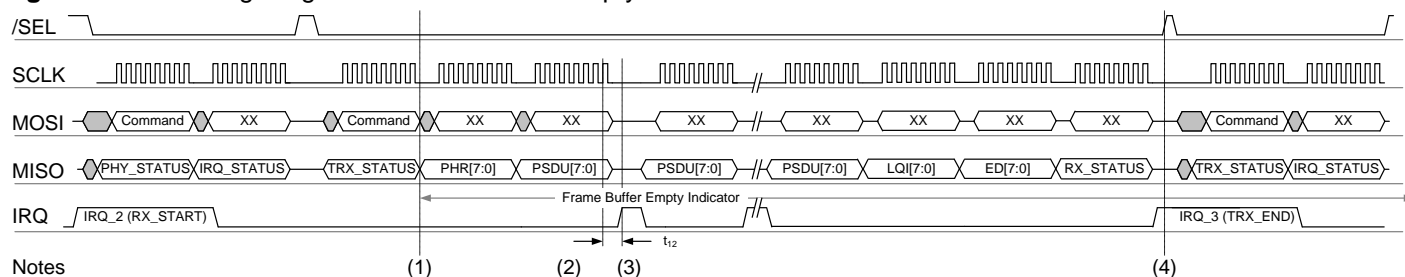 /SEL
SCLK
MOSI Command XX Command XX XX XX XX XX XX XX Command XX
MISO PHY_STATUS IRQ_STATUS TRX_STATUS PHR[7:0] PSDU[7:0] PSDU[7:0] PSDU[7:0] LQI[7:0] ED[7:0] RX_STATUS TRX_STATUS IRQ_STATUS
Frame Buffer Empty Indicator
IRQ IRQ_2 (RX_START) IRQ_3 (TRX_END)
t12
Notes (1) (2) (3) (4)